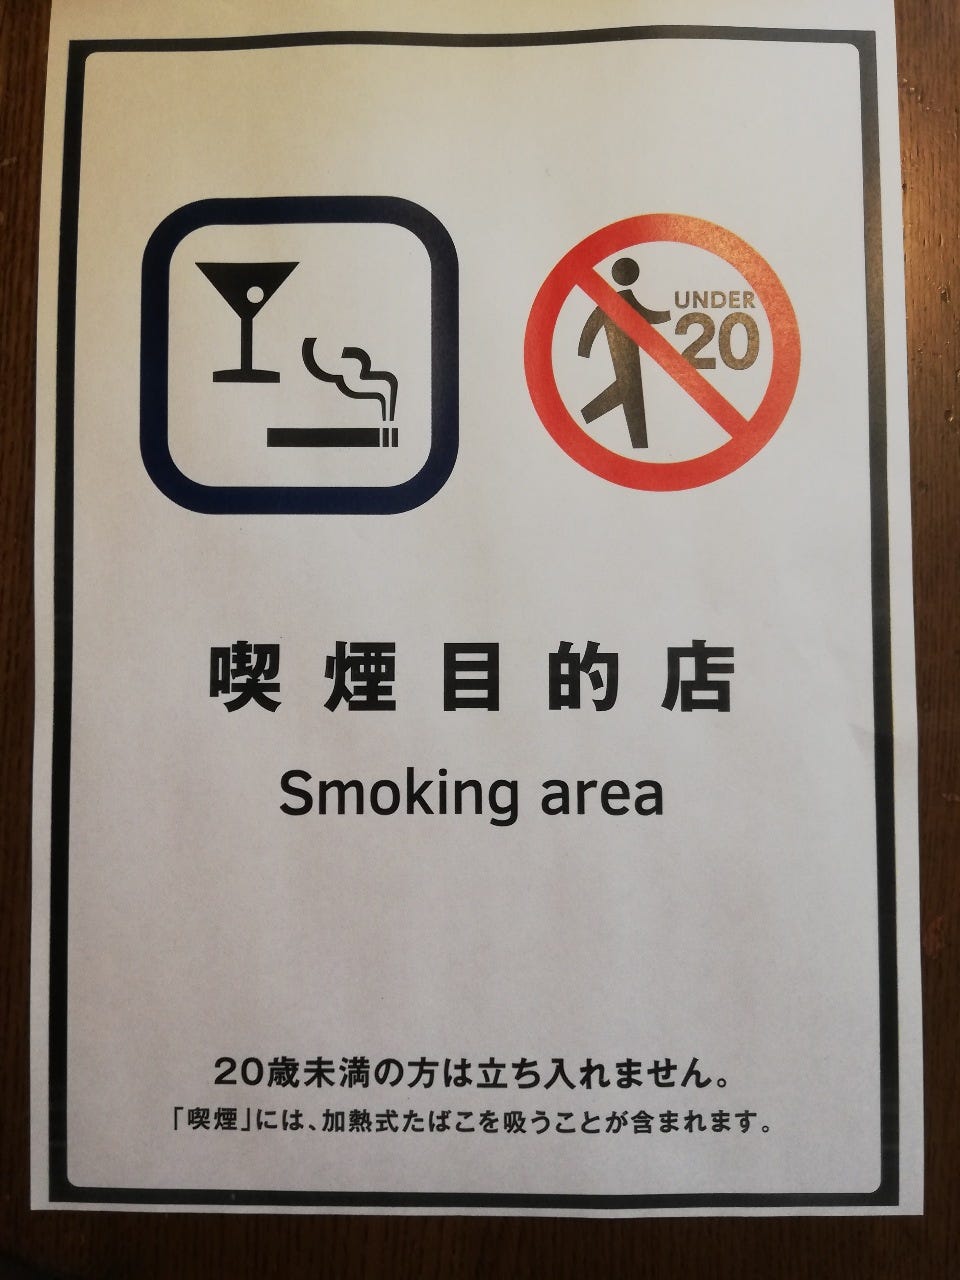 UNDER
20
喫煙目的店
Smoking area
20歳未満の方は立ち入れません。
「喫煙」には、加熱式たばこを吸うことが含まれます。